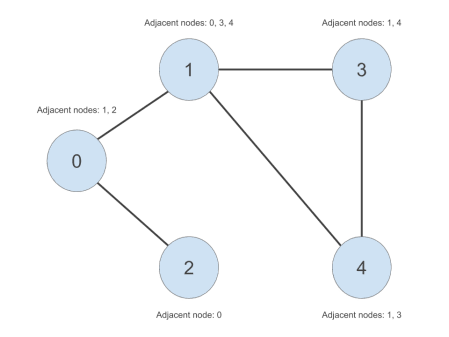 Adjacent nodes: 0, 3, 4
Adjacent nodes: 1, 4
1
3
Adjacent nodes: 1, 2
0
2
4
Adjacent node: 0
Adjacent nodes: 1, 3